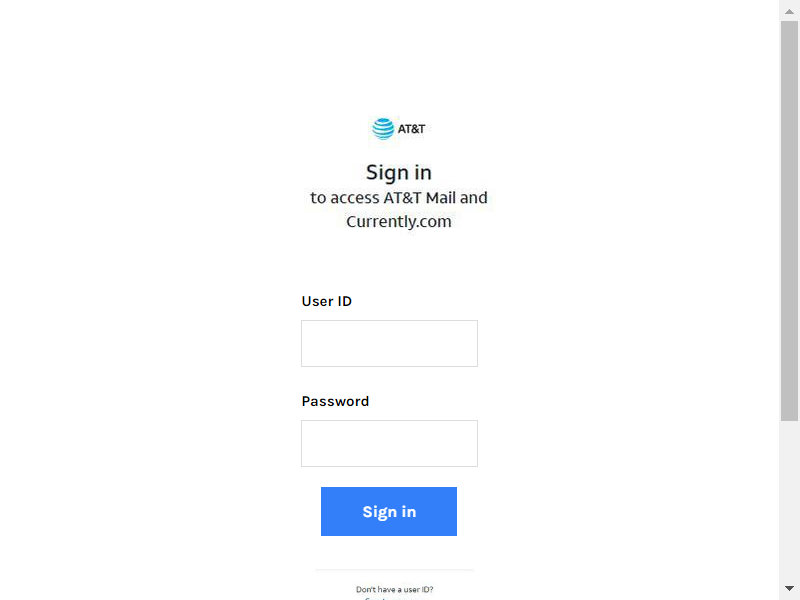 AT&T
Sign in
to access AT&T Mail and
Currently.com
User ID
Password
Sign in
Don't have a user ID?